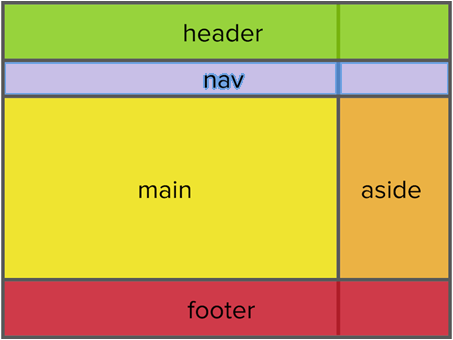 header
nav
main
aside
footer